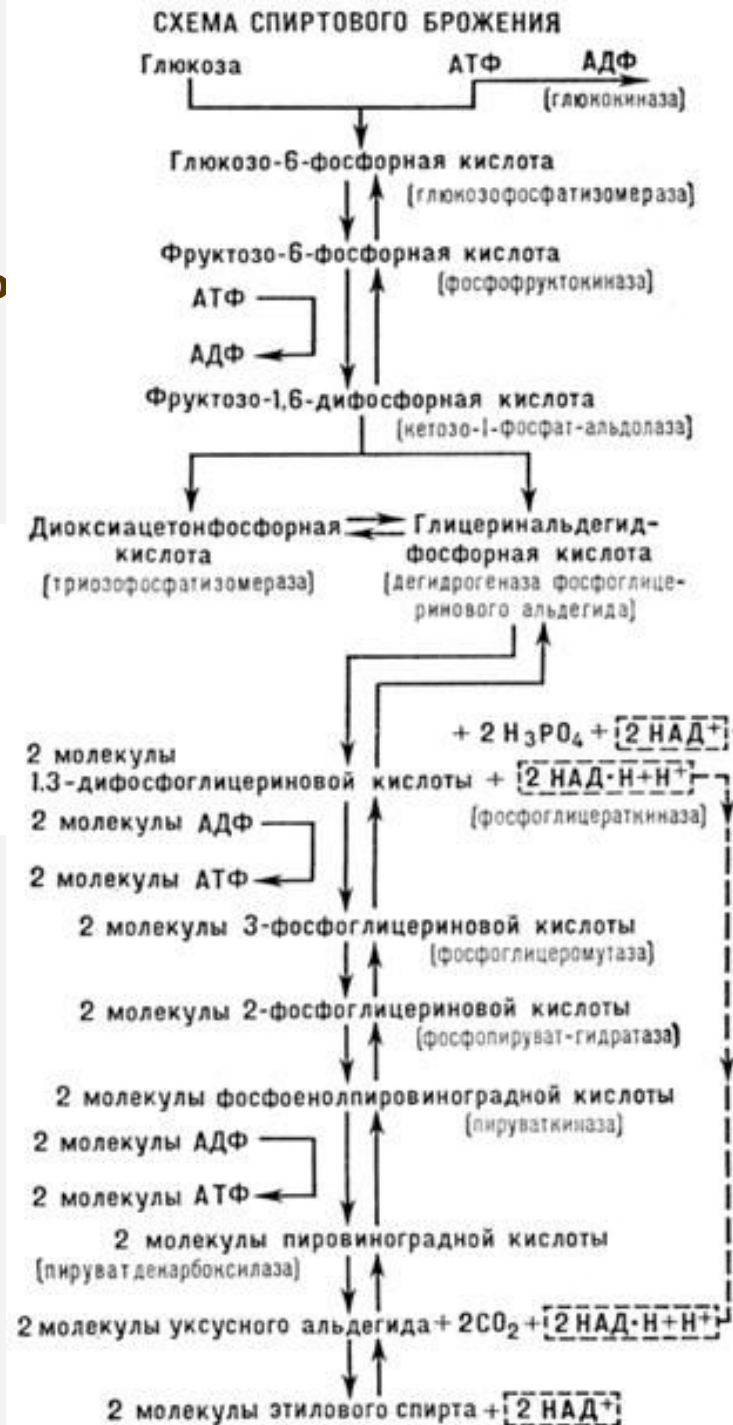 СХЕМА СПИРТОВОГО БРОЖЕНИЯ
Глюкоза АТФ АДФ
(глюкокиназа)
Глюкозо-6-фосфорная кислота
(глюкозофосфатизомераза)
Фруктозо-6-фосфорная кислота
(фосфофруктокиназа)
АТФ
АДФ
Фруктозо-1,6-дифосфорная кислота
(кетозо-1-фосфат-альдолаза)
Диоксиацетонфосфорная
кислота
(триозофосфатизомераза)
Глицеринальдегид-
фосфорная кислота
(дегидрогеназа фосфоглице-
ринового альдегида)
+ 2 H₃PO₄ + 2 НАД⁺
2 молекулы
1.3-дифосфоглицериновой кислоты + 2 НАД·Н+Н⁺
(фосфоглицераткиназа)
2 молекулы АДФ
2 молекулы АТФ
2 молекулы 3-фосфоглицериновой кислоты
(фосфоглицеромутаза)
2 молекулы 2-фосфоглицериновой кислоты
(фосфопируват-гидратаза)
2 молекулы фосфоенолпировиноградной кислоты
(пируваткиназа)
2 молекулы АДФ
2 молекулы АТФ
2 молекулы пировиноградной кислоты
(пируватдекарбоксилаза)
2 молекулы уксусного альдегида + 2CO₂ + 2 НАД·Н+Н⁺
2 молекулы этилового спирта + 2 НАД⁺